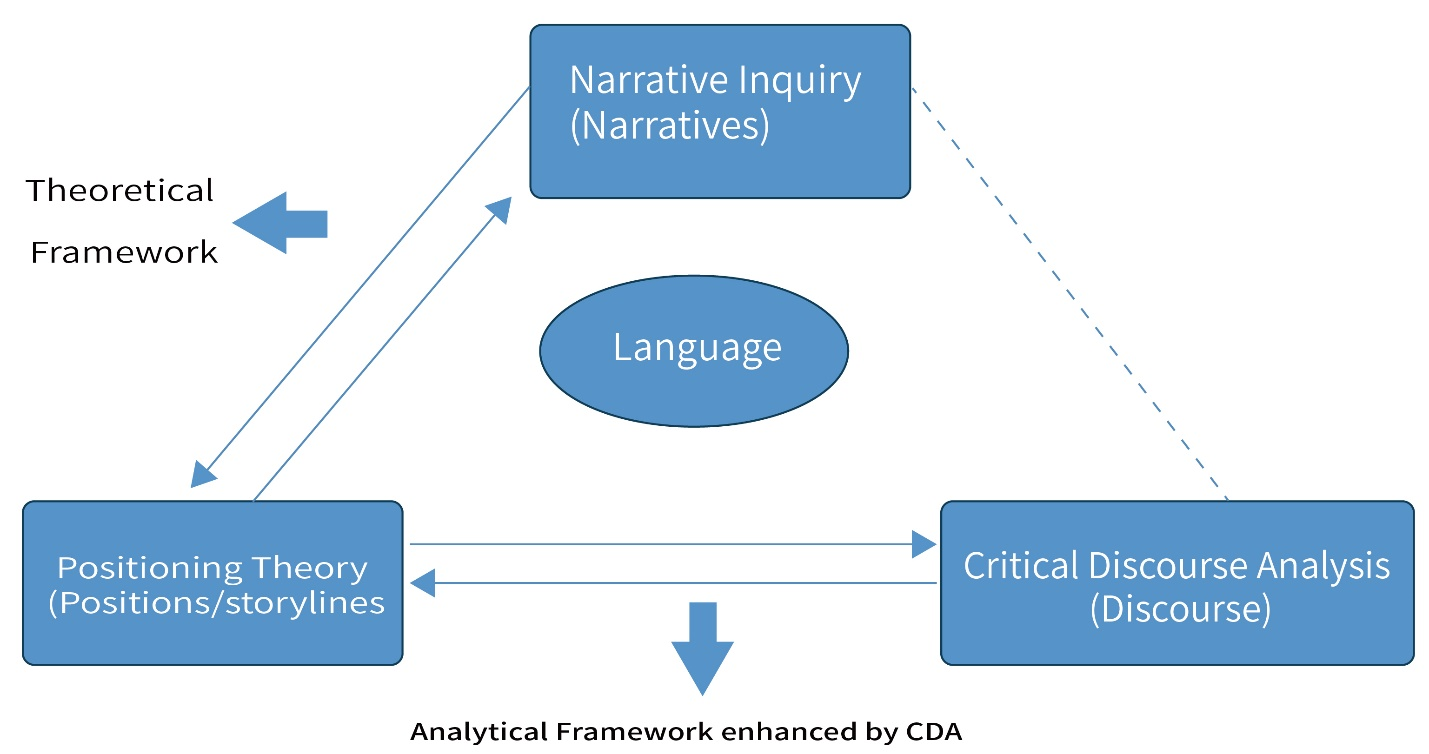 Narrative Inquiry
(Narratives)
Theoretical
Framework
Language
Positioning Theory
(Positions/storylines
Critical Discourse Analysis
(Discourse)
Analytical Framework enhanced by CDA